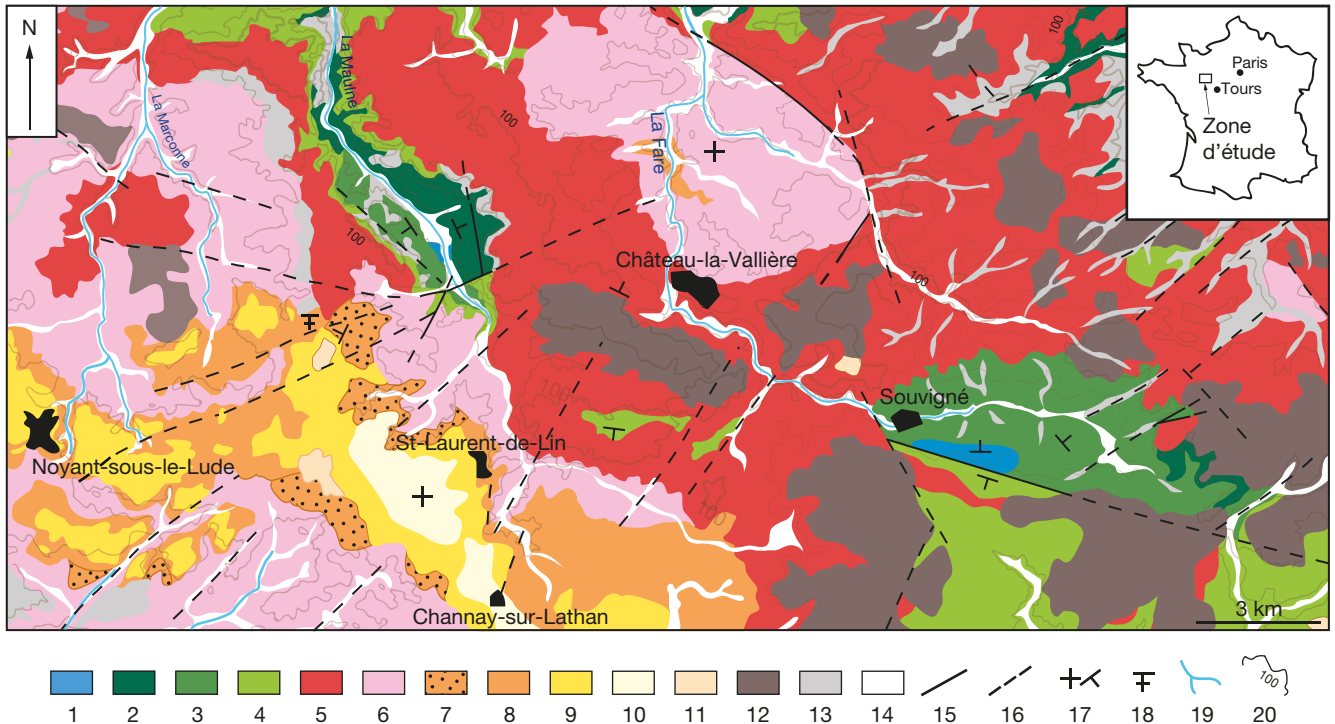 N
La Marconne
La Maulne
La Fare
100
100
100
100
100
100
Paris
Tours
Zone
d'étude
Château-la-Vallière
Souvigné
St-Laurent-de-Lin
Noyant-sous-le-Lude
Channay-sur-Lathan
3 km
100
1 2 3 4 5 6 7 8 9 10 11 12 13 14 15 16 17 18 19 20